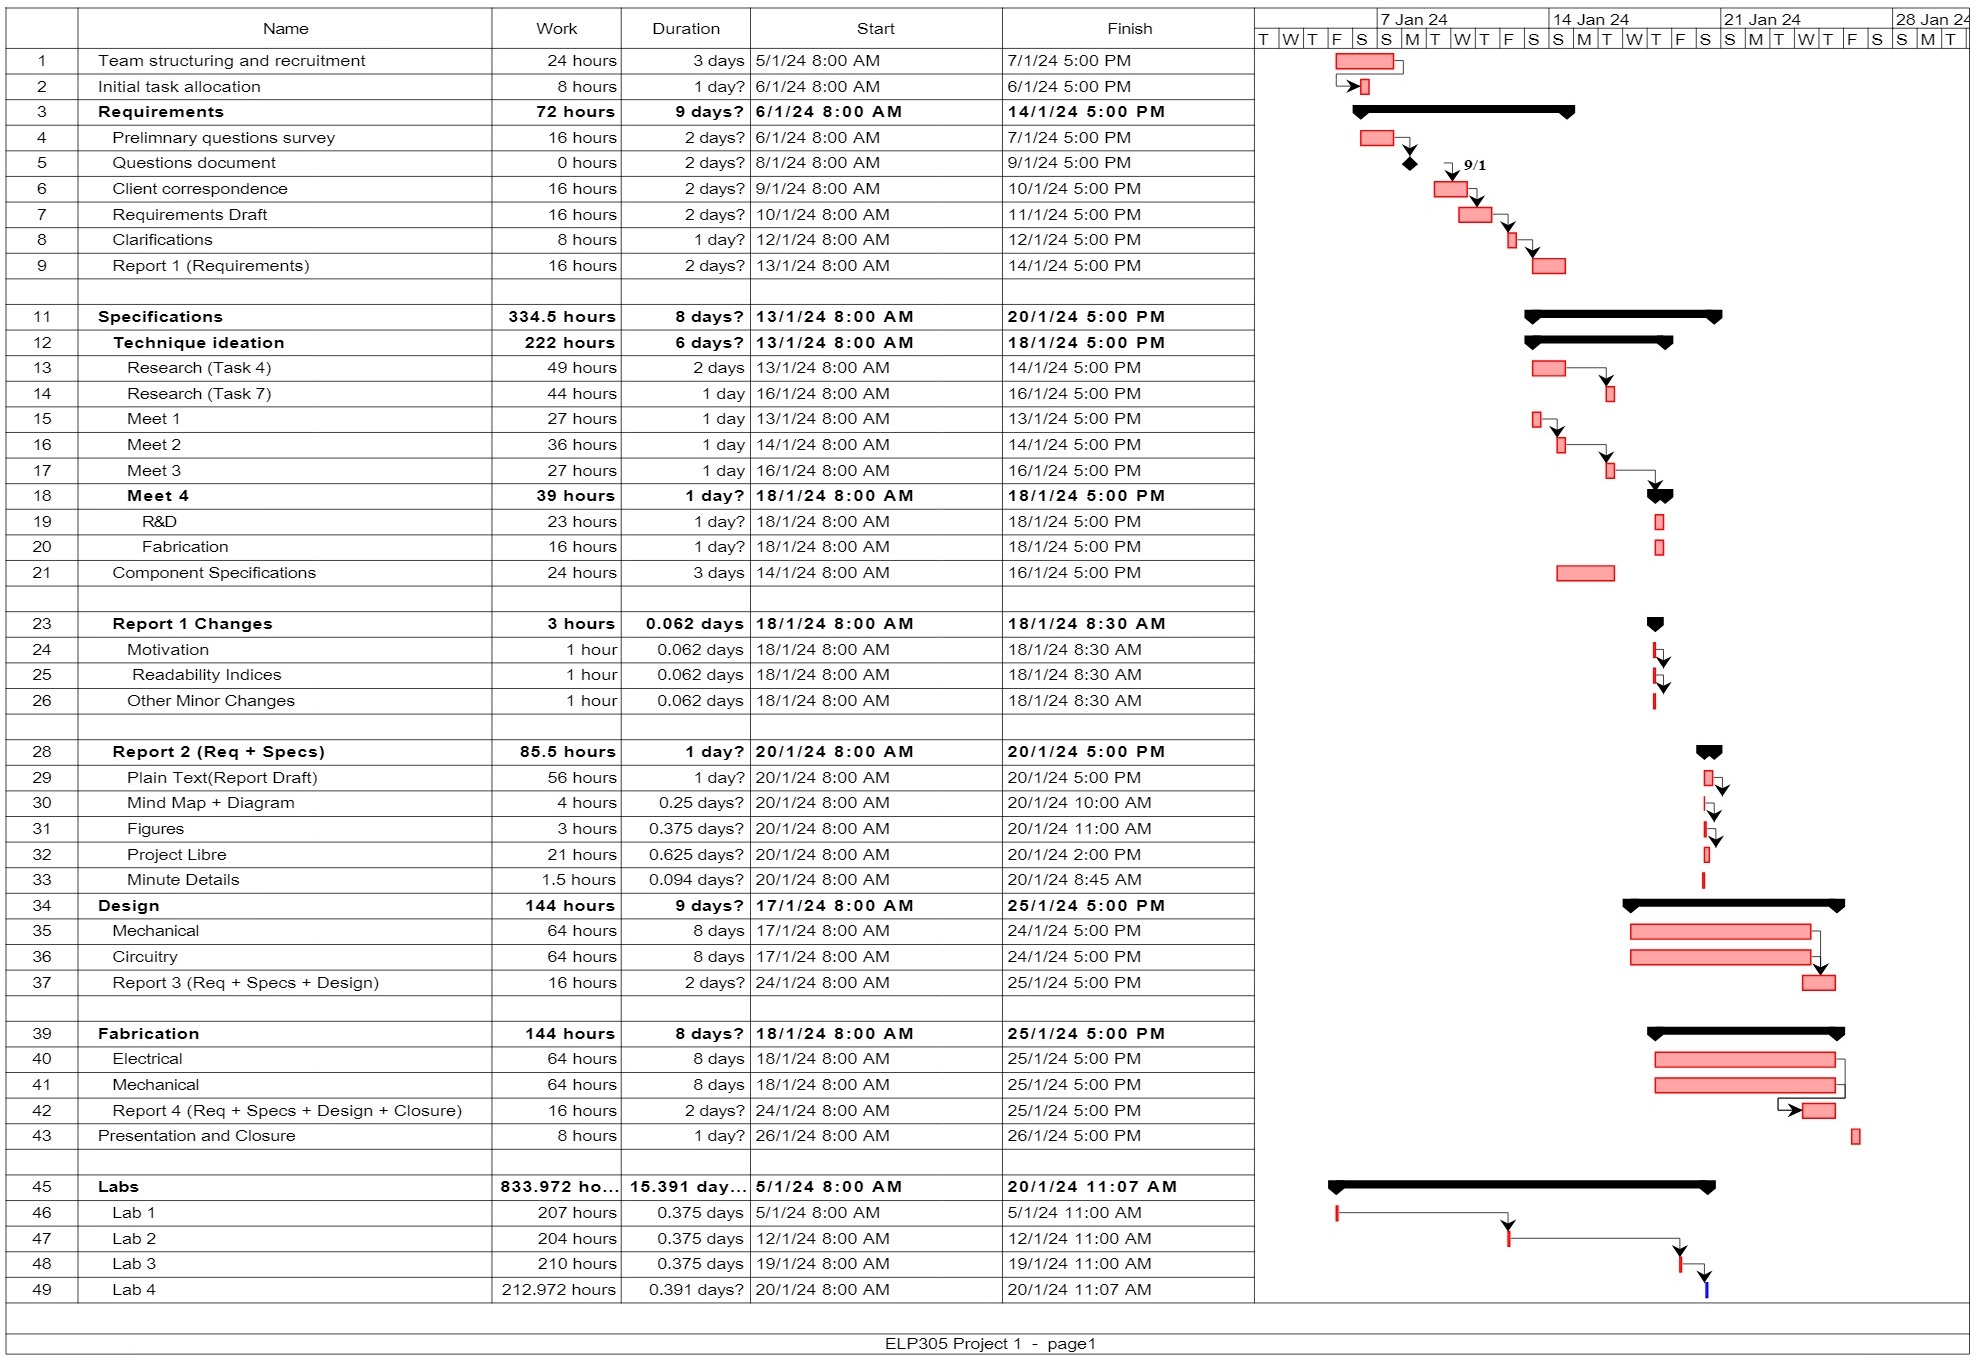 Name Work Duration Start Finish 7 Jan 24 14 Jan 24 21 Jan 24 28 Jan 24
T W T F S S M T W T F S S M T W T F S S M T W T F S S M T
1 Team structuring and recruitment 24 hours 3 days 5/1/24 8:00 AM 7/1/24 5:00 PM
2 Initial task allocation 8 hours 1 day? 6/1/24 8:00 AM 6/1/24 5:00 PM
3 Requirements 72 hours 9 days? 6/1/24 8:00 AM 14/1/24 5:00 PM
4 Prelimnary questions survey 16 hours 2 days? 6/1/24 8:00 AM 7/1/24 5:00 PM
5 Questions document 0 hours 2 days? 8/1/24 8:00 AM 9/1/24 5:00 PM 9/1
6 Client correspondence 16 hours 2 days? 9/1/24 8:00 AM 10/1/24 5:00 PM
7 Requirements Draft 16 hours 2 days? 10/1/24 8:00 AM 11/1/24 5:00 PM
8 Clarifications 8 hours 1 day? 12/1/24 8:00 AM 12/1/24 5:00 PM
9 Report 1 (Requirements) 16 hours 2 days? 13/1/24 8:00 AM 14/1/24 5:00 PM
11 Specifications 334.5 hours 8 days? 13/1/24 8:00 AM 20/1/24 5:00 PM
12 Technique ideation 222 hours 6 days? 13/1/24 8:00 AM 18/1/24 5:00 PM
13 Research (Task 4) 49 hours 2 days 13/1/24 8:00 AM 14/1/24 5:00 PM
14 Research (Task 7) 44 hours 1 day 16/1/24 8:00 AM 16/1/24 5:00 PM
15 Meet 1 27 hours 1 day 13/1/24 8:00 AM 13/1/24 5:00 PM
16 Meet 2 36 hours 1 day 14/1/24 8:00 AM 14/1/24 5:00 PM
17 Meet 3 27 hours 1 day 16/1/24 8:00 AM 16/1/24 5:00 PM
18 Meet 4 39 hours 1 day? 18/1/24 8:00 AM 18/1/24 5:00 PM
19 R&D 23 hours 1 day? 18/1/24 8:00 AM 18/1/24 5:00 PM
20 Fabrication 16 hours 1 day? 18/1/24 8:00 AM 18/1/24 5:00 PM
21 Component Specifications 24 hours 3 days 14/1/24 8:00 AM 16/1/24 5:00 PM
23 Report 1 Changes 3 hours 0.062 days 18/1/24 8:00 AM 18/1/24 8:30 AM
24 Motivation 1 hour 0.062 days 18/1/24 8:00 AM 18/1/24 8:30 AM
25 Readability Indices 1 hour 0.062 days 18/1/24 8:00 AM 18/1/24 8:30 AM
26 Other Minor Changes 1 hour 0.062 days 18/1/24 8:00 AM 18/1/24 8:30 AM
28 Report 2 (Req + Specs) 85.5 hours 1 day? 20/1/24 8:00 AM 20/1/24 5:00 PM
29 Plain Text(Report Draft) 56 hours 1 day? 20/1/24 8:00 AM 20/1/24 5:00 PM
30 Mind Map + Diagram 4 hours 0.25 days? 20/1/24 8:00 AM 20/1/24 10:00 AM
31 Figures 3 hours 0.375 days? 20/1/24 8:00 AM 20/1/24 11:00 AM
32 Project Libre 21 hours 0.625 days? 20/1/24 8:00 AM 20/1/24 2:00 PM
33 Minute Details 1.5 hours 0.094 days? 20/1/24 8:00 AM 20/1/24 8:45 AM
34 Design 144 hours 9 days? 17/1/24 8:00 AM 25/1/24 5:00 PM
35 Mechanical 64 hours 8 days 17/1/24 8:00 AM 24/1/24 5:00 PM
36 Circuitry 64 hours 8 days 17/1/24 8:00 AM 24/1/24 5:00 PM
37 Report 3 (Req + Specs + Design) 16 hours 2 days? 24/1/24 8:00 AM 25/1/24 5:00 PM
39 Fabrication 144 hours 8 days? 18/1/24 8:00 AM 25/1/24 5:00 PM
40 Electrical 64 hours 8 days 18/1/24 8:00 AM 25/1/24 5:00 PM
41 Mechanical 64 hours 8 days 18/1/24 8:00 AM 25/1/24 5:00 PM
42 Report 4 (Req + Specs + Design + Closure) 16 hours 2 days? 24/1/24 8:00 AM 25/1/24 5:00 PM
43 Presentation and Closure 8 hours 1 day? 26/1/24 8:00 AM 26/1/24 5:00 PM
45 Labs 833.972 ho... 15.391 day... 5/1/24 8:00 AM 20/1/24 11:07 AM
46 Lab 1 207 hours 0.375 days 5/1/24 8:00 AM 5/1/24 11:00 AM
47 Lab 2 204 hours 0.375 days 12/1/24 8:00 AM 12/1/24 11:00 AM
48 Lab 3 210 hours 0.375 days 19/1/24 8:00 AM 19/1/24 11:00 AM
49 Lab 4 212.972 hours 0.391 days? 20/1/24 8:00 AM 20/1/24 11:07 AM
ELP305 Project 1 - page1